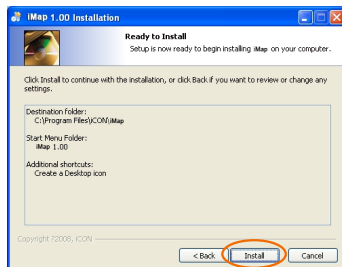 iMap 1.00 Installation
Ready to Install
Setup is now ready to begin installing iMap on your computer.
Click Install to continue with the installation, or click Back if you want to review or change any
settings.
Destination folder:
C:\Program Files\ICON\iMap
Start Menu Folder:
iMap 1.00
Additional shortcuts:
Create a Desktop icon
Copyright ?2008, ICON
< Back
Install
Cancel